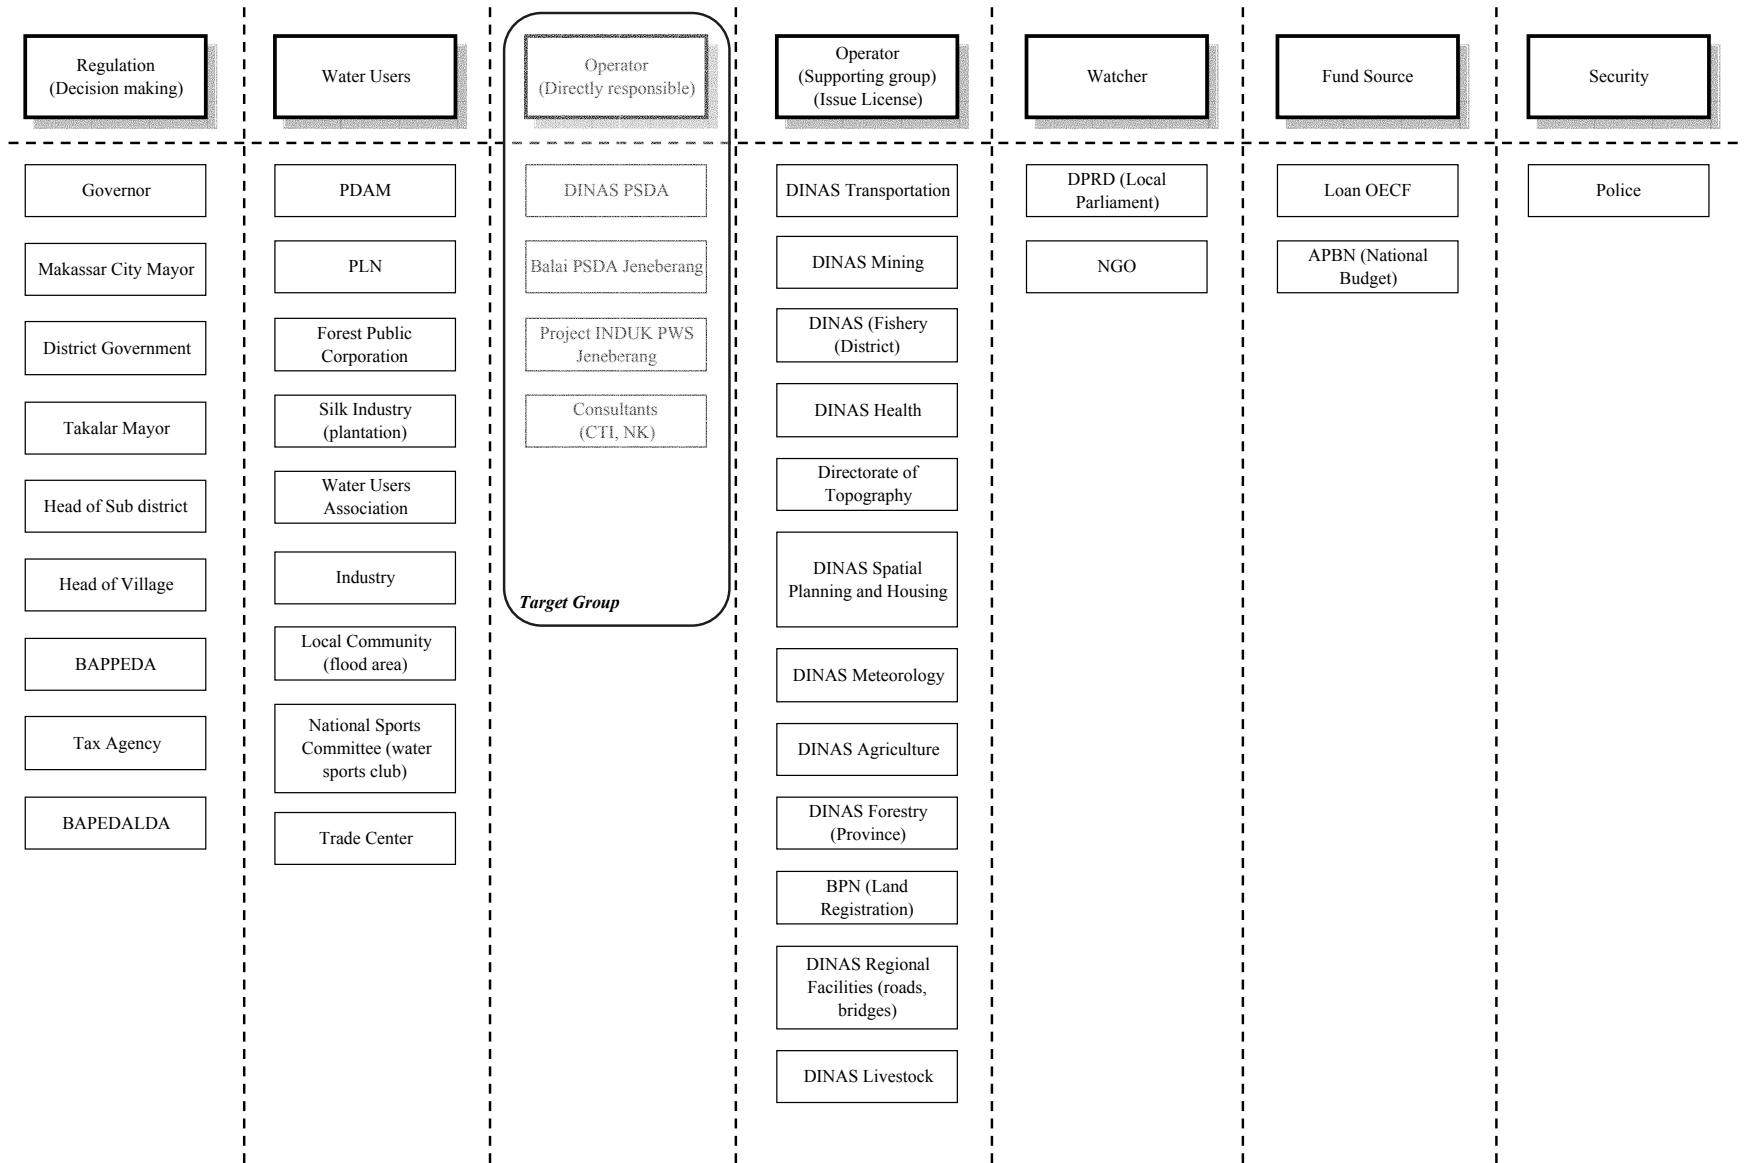 Regulation
(Decision making)
Water Users
Operator
(Directly responsible)
Operator
(Supporting group)
(Issue License)
Watcher
Fund Source
Security
Governor
Makassar City Mayor
District Government
Takalar Mayor
Head of Sub district
Head of Village
BAPPEDA
Tax Agency
BAPEDALDA
PDAM
PLN
Forest Public
Corporation
Silk Industry
(plantation)
Water Users
Association
Industry
Local Community
(flood area)
National Sports
Committee (water
sports club)
Trade Center
DINAS PSDA
Balai PSDA Jeneberang
Project INDUK PWS
Jeneberang
Consultants
(CTI, NK)
Target Group
DINAS Transportation
DINAS Mining
DINAS (Fishery
(District)
DINAS Health
Directorate of
Topography
DINAS Spatial
Planning and Housing
DINAS Meteorology
DINAS Agriculture
DINAS Forestry
(Province)
BPN (Land
Registration)
DINAS Regional
Facilities (roads,
bridges)
DINAS Livestock
DPRD (Local
Parliament)
NGO
Loan OECF
APBN (National
Budget)
Police